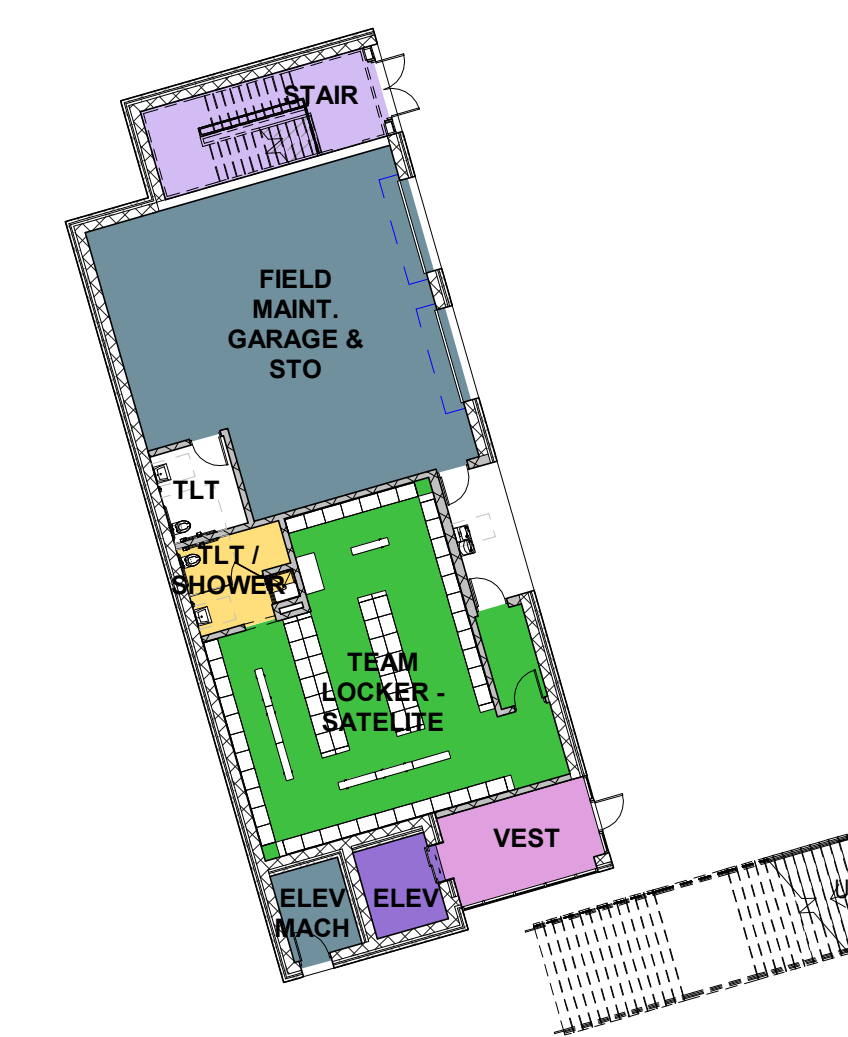 STAIR
FIELD
MAINT.
GARAGE &
STO
TLT
TLT /
SHOWER
TEAM
LOCKER -
SATELITE
VEST
ELEV
MACH
ELEV
U